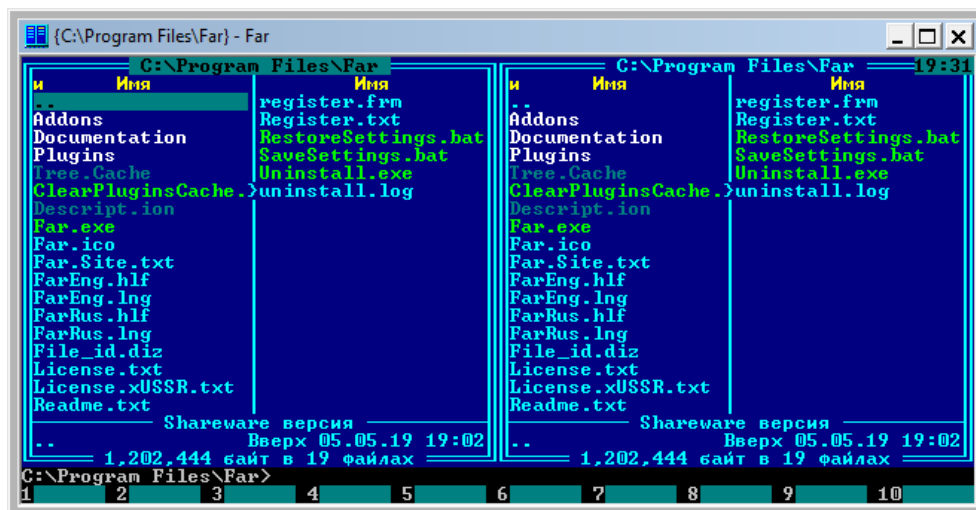 {C:\Program Files\Far} - Far
C:\Program Files\Far
C:\Program Files\Far 19:31
и Имя Имя и Имя Имя
.. register.frm .. register.frm
Addons Register.txt Addons Register.txt
Documentation RestoreSettings.bat Documentation RestoreSettings.bat
Plugins SaveSettings.bat Plugins SaveSettings.bat
Tree.Cache Uninstall.exe Tree.Cache Uninstall.exe
ClearPluginsCache.}uninstall.log ClearPluginsCache.}uninstall.log
Descript.ion Descript.ion
Far.exe Far.exe
Far.ico Far.ico
Far.Site.txt Far.Site.txt
FarEng.hlf FarEng.hlf
FarEng.lng FarEng.lng
FarRus.hlf FarRus.hlf
FarRus.lng FarRus.lng
File_id.diz File_id.diz
License.txt License.txt
License.xUSSR.txt License.xUSSR.txt
Readme.txt Readme.txt
Shareware версия Shareware версия
.. Вверх 05.05.19 19:02 .. Вверх 05.05.19 19:02
1,202,444 байт в 19 файлах 1,202,444 байт в 19 файлах
C:\Program Files\Far>
1 2 3 4 5 6 7 8 9 10